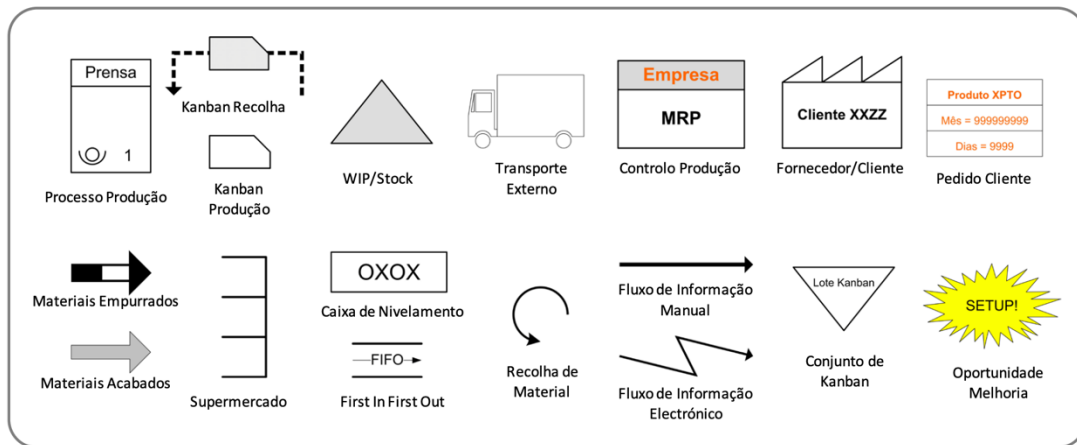 Prensa
1
Processo Produção
Kanban Recolha
Kanban
Produção
WIP/Stock
Transporte
Externo
Empresa
MRP
Controlo Produção
Cliente XXZZ
Fornecedor/Cliente
Produto XPTO
Mês = 999999999
Dias = 9999
Pedido Cliente
Materiais Empurrados
Materiais Acabados
Supermercado
OXOX
Caixa de Nivelamento
FIFO
First In First Out
Recolha de
Material
Fluxo de Informação
Manual
Fluxo de Informação
Electrónico
Lote Kanban
Conjunto de
Kanban
SETUP!
Oportunidade
Melhoria